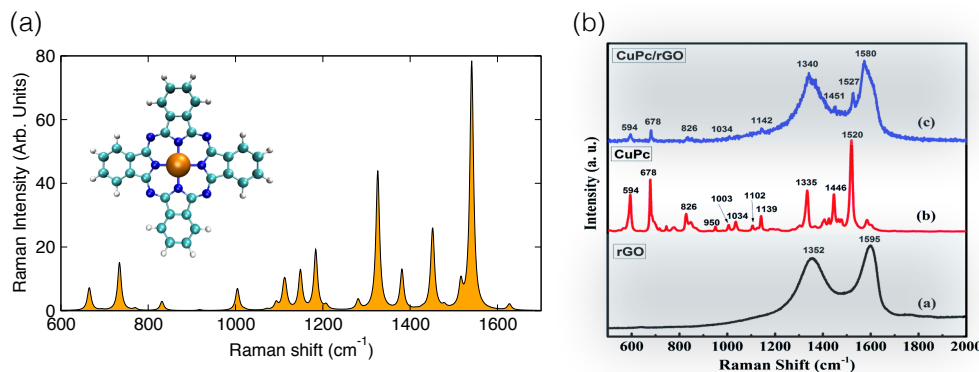 (a)
80
60
40
20
0
Raman Intensity (Arb. Units)
600 800 1000 1200 1400 1600
Raman shift (cm-1)
(b)
CuPc/rGO
1340
1580
1527
1451
594
678
826
1034
1142
(c)
CuPc
1520
594
678
826
950
1003
1034
1102
1139
1335
1446
(b)
rGO
1352
1595
(a)
Intensity (a. u.)
600 800 1000 1200 1400 1600 1800 2000
Raman Shift (cm-1)